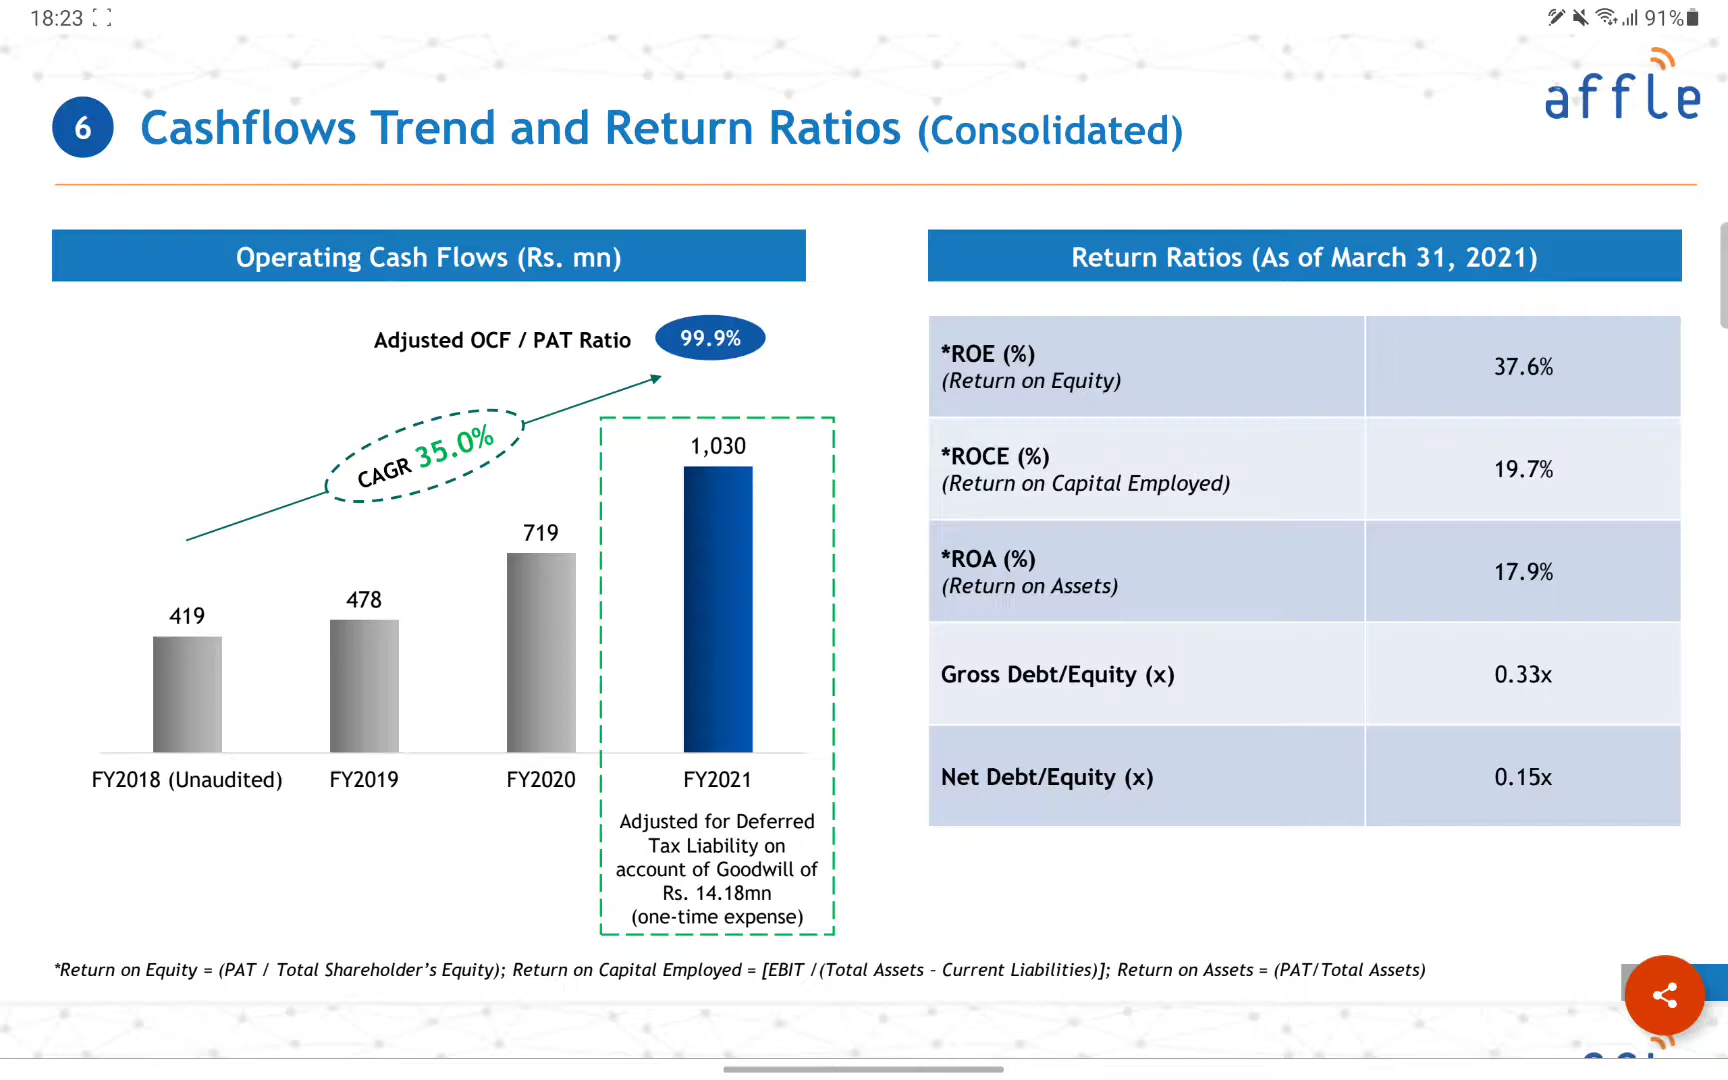 18:23
91%
affle
6
Cashflows Trend and Return Ratios (Consolidated)
Operating Cash Flows (Rs. mn)
Adjusted OCF / PAT Ratio
99.9%
CAGR 35.0%
1,030
719
478
419
FY2018 (Unaudited)
FY2019
FY2020
FY2021
Adjusted for Deferred
Tax Liability on
account of Goodwill of
Rs. 14.18mn
(one-time expense)
Return Ratios (As of March 31, 2021)
*ROE (%)
(Return on Equity)
37.6%
*ROCE (%)
(Return on Capital Employed)
19.7%
*ROA (%)
(Return on Assets)
17.9%
Gross Debt/Equity (x)
0.33x
Net Debt/Equity (x)
0.15x
*Return on Equity = (PAT / Total Shareholder’s Equity); Return on Capital Employed = [EBIT /(Total Assets – Current Liabilities)]; Return on Assets = (PAT/Total Assets)